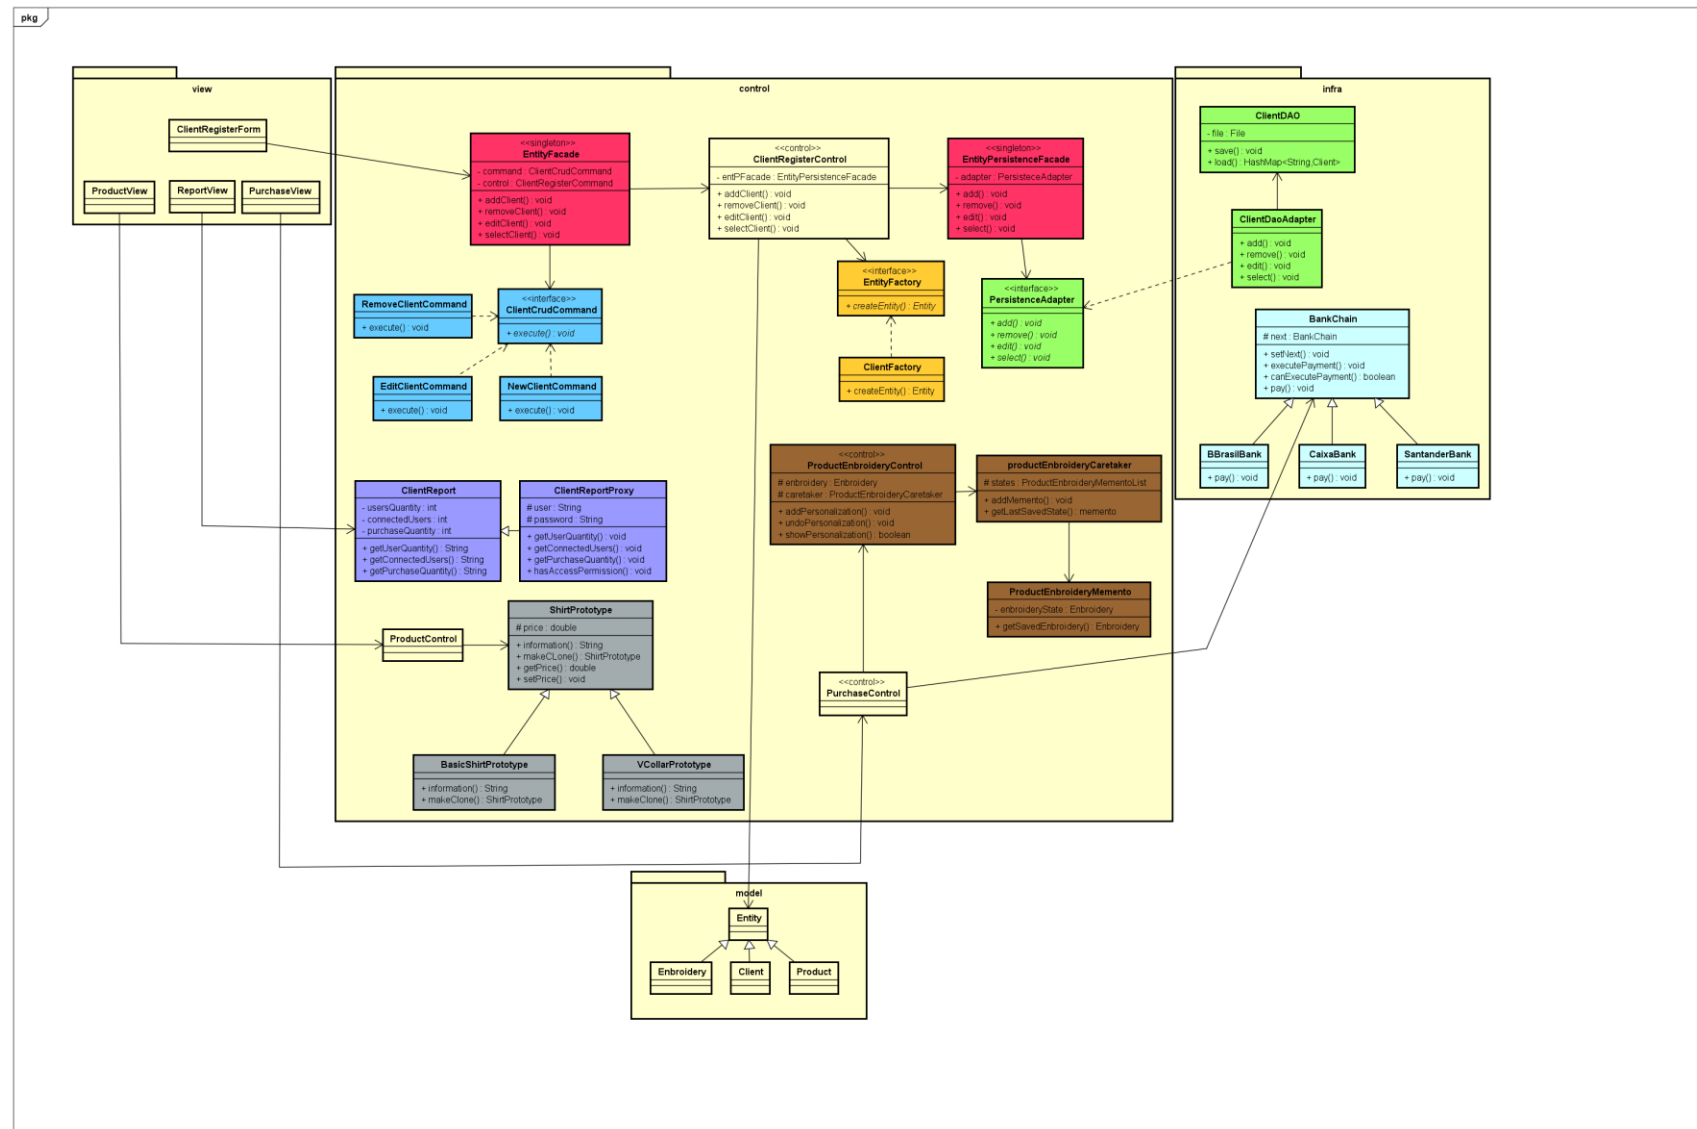 pkg
view
ClientRegisterForm
ProductView
ReportView
PurchaseView
control
<<singleton>>
EntityFacade
- command : ClientCrudCommand
- control : ClientRegisterCommand
+ addClient() : void
+ removeClient() : void
+ editClient() : void
+ selectClient() : void
<<control>>
ClientRegisterControl
- entPFacade : EntityPersistenceFacade
+ addClient() : void
+ removeClient() : void
+ editClient() : void
+ selectClient() : void
<<singleton>>
EntityPersistenceFacade
- adapter : PersisteceAdapter
+ add() : void
+ remove() : void
+ edit() : void
+ select() : void
RemoveClientCommand
+ execute() : void
<<interface>>
ClientCrudCommand
+ execute() : void
EditClientCommand
+ execute() : void
NewClientCommand
+ execute() : void
<<interface>>
EntityFactory
+ createEntity() : Entity
ClientFactory
+ createEntity() : Entity
<<interface>>
PersistenceAdapter
+ add() : void
+ remove() : void
+ edit() : void
+ select() : void
ClientReport
- usersQuantity : int
- connectedUsers : int
- purchaseQuantity : int
+ getUserQuantity() : String
+ getConnectedUsers() : String
+ getPurchaseQuantity() : String
ClientReportProxy
# user : String
# password : String
+ getUserQuantity() : void
+ getConnectedUsers() : void
+ getPurchaseQuantity() : void
+ hasAccessPermission() : void
<<control>>
ProductEnbroideryControl
# enbroidery : Enbroidery
# caretaker : ProductEnbroideryCaretaker
+ addPersonalization() : void
+ undoPersonalization() : void
+ showPersonalization() : boolean
productEnbroideryCaretaker
# states : ProductEnbroideryMementoList
+ addMemento() : void
+ getLastSavedState() : memento
ProductEnbroideryMemento
- enbroideryState : Enbroidery
+ getSavedEnbroidery() : Enbroidery
ProductControl
ShirtPrototype
# price : double
+ information() : String
+ makeCLone() : ShirtPrototype
+ getPrice() : double
+ setPrice() : void
BasicShirtPrototype
+ information() : String
+ makeClone() : ShirtPrototype
VCollarPrototype
+ information() : String
+ makeClone() : ShirtPrototype
<<control>>
PurchaseControl
infra
ClientDAO
- file : File
+ save() : void
+ load() : HashMap<String,Client>
ClientDaoAdapter
+ add() : void
+ remove() : void
+ edit() : void
+ select() : void
BankChain
# next : BankChain
+ setNext() : void
+ executePayment() : void
+ canExecutePayment() : boolean
+ pay() : void
BBrasilBank
+ pay() : void
CaixaBank
+ pay() : void
SantanderBank
+ pay() : void
model
Entity
Enbroidery
Client
Product